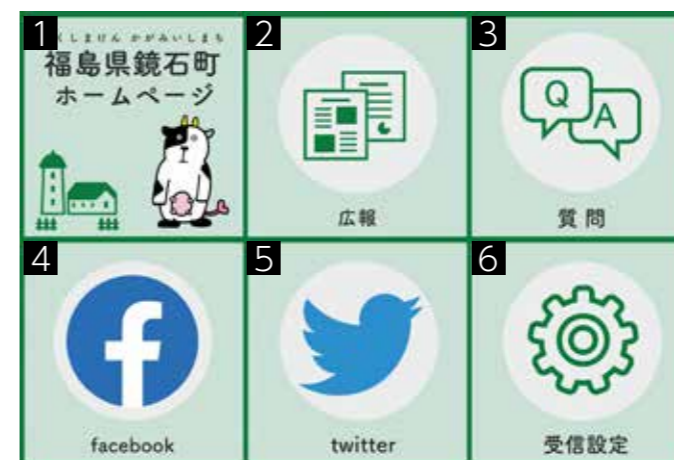 1
くしまけん かがみいしまち
福島県鏡石町
ホームページ
2
広報
3
Q A
質問
4
facebook
5
twitter
6
受信設定